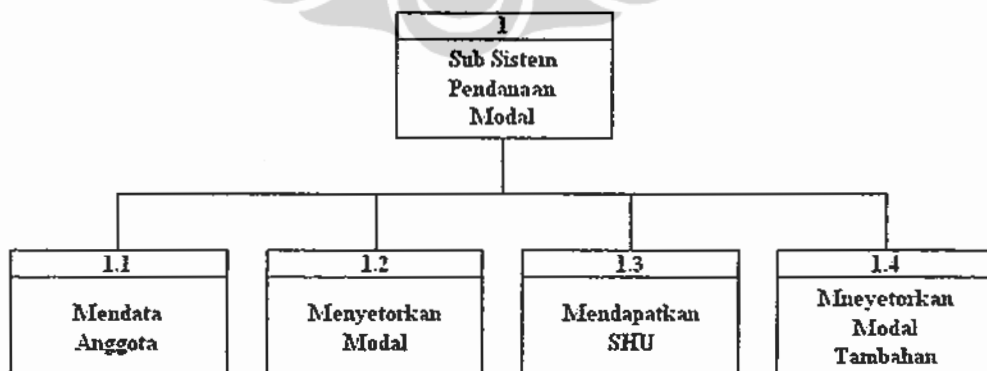 1
Sub Sistem
Pendanaan
Modal
1.1
Mendata
Anggota
1.2
Menyetorkan
Modal
1.3
Mendapatkan
SHU
1.4
Mneyetorkan
Modal
Tambahan